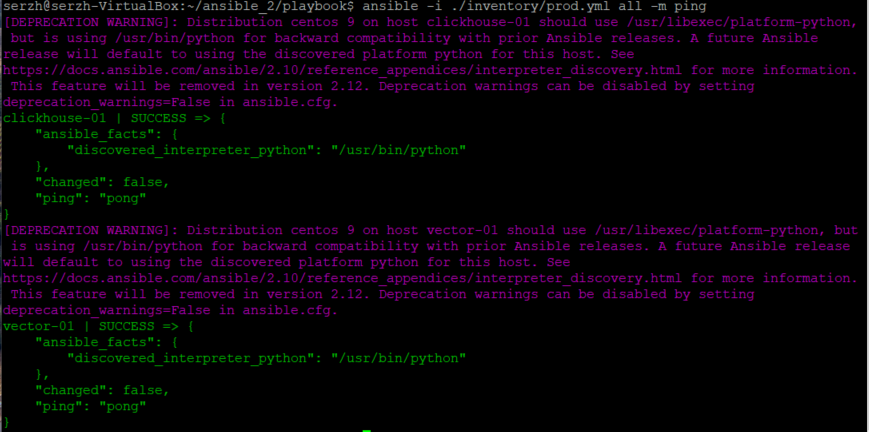 serzh@serzh-VirtualBox:~/ansible_2/playbook$ ansible -i ./inventory/prod.yml all -m ping
[DEPRECATION WARNING]: Distribution centos 9 on host clickhouse-01 should use /usr/libexec/platform-python,
 but is using /usr/bin/python for backward compatibility with prior Ansible releases. A future Ansible
release will default to using the discovered platform python for this host. See
https://docs.ansible.com/ansible/2.10/reference_appendices/interpreter_discovery.html for more information.
 This feature will be removed in version 2.12. Deprecation warnings can be disabled by setting
deprecation_warnings=False in ansible.cfg.
clickhouse-01 | SUCCESS => {
    "ansible_facts": {
        "discovered_interpreter_python": "/usr/bin/python"
    },
    "changed": false,
    "ping": "pong"
}
[DEPRECATION WARNING]: Distribution centos 9 on host vector-01 should use /usr/libexec/platform-python, but
 is using /usr/bin/python for backward compatibility with prior Ansible releases. A future Ansible release
will default to using the discovered platform python for this host. See
https://docs.ansible.com/ansible/2.10/reference_appendices/interpreter_discovery.html for more information.
 This feature will be removed in version 2.12. Deprecation warnings can be disabled by setting
deprecation_warnings=False in ansible.cfg.
vector-01 | SUCCESS => {
    "ansible_facts": {
        "discovered_interpreter_python": "/usr/bin/python"
    },
    "changed": false,
    "ping": "pong"
}